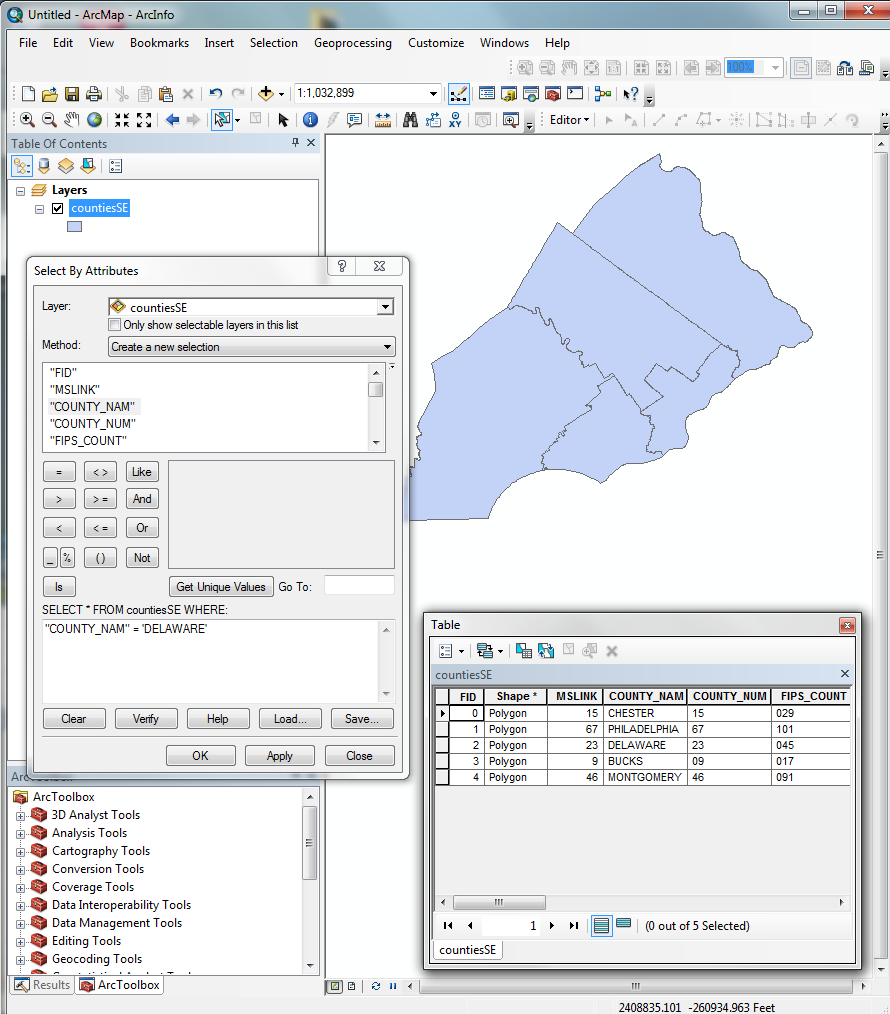 Untitled - ArcMap - ArcInfo
File Edit View Bookmarks Insert Selection Geoprocessing Customize Windows Help
100%
1:1,032,899
Editor
Table Of Contents
Layers
countiesSE
Select By Attributes
Layer: countiesSE
Only show selectable layers in this list
Method: Create a new selection
"FID"
"MSLINK"
"COUNTY_NAM"
"COUNTY_NUM"
"FIPS_COUNT"
= < > Like
> > = And
< < = Or
_ % ( ) Not
Is Get Unique Values Go To:
SELECT * FROM countiesSE WHERE:
"COUNTY_NAM" = 'DELAWARE'
Clear Verify Help Load... Save...
OK Apply Close
Table
countiesSE
FID Shape * MSLINK COUNTY_NAM COUNTY_NUM FIPS_COUNT
0 Polygon 15 CHESTER 15 029
1 Polygon 67 PHILADELPHIA 67 101
2 Polygon 23 DELAWARE 23 045
3 Polygon 9 BUCKS 09 017
4 Polygon 46 MONTGOMERY 46 091
1 (0 out of 5 Selected)
countiesSE
ArcToolbox
3D Analyst Tools
Analysis Tools
Cartography Tools
Conversion Tools
Coverage Tools
Data Interoperability Tools
Data Management Tools
Editing Tools
Geocoding Tools
Results ArcToolbox
2408835.101 -260934.963 Feet